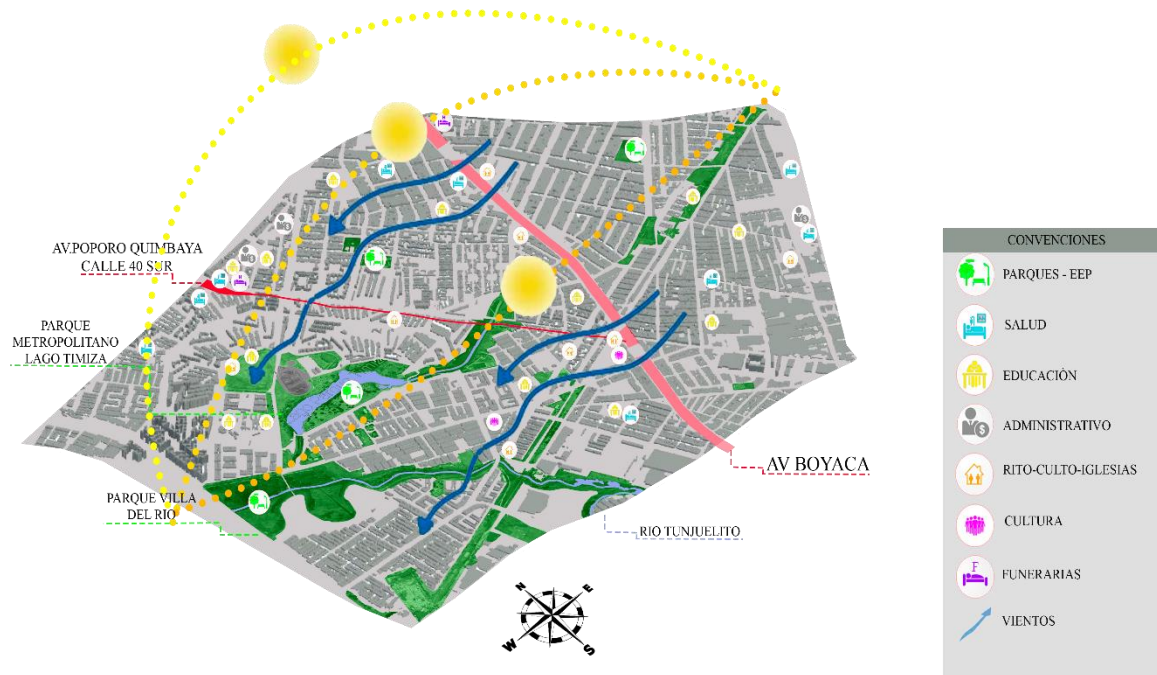 AV.POPORO QUIMBAYA
CALLE 40 SUR
PARQUE
METROPOLITANO
LAGO TIMIZA
PARQUE VILLA
DEL RIO
AV BOYACA
RIO TUNJUELITO
N
E
W
S
CONVENCIONES
PARQUES - EEP
SALUD
EDUCACIÓN
ADMINISTRATIVO
RITO-CULTO-IGLESIAS
CULTURA
F
FUNERARIAS
VIENTOS